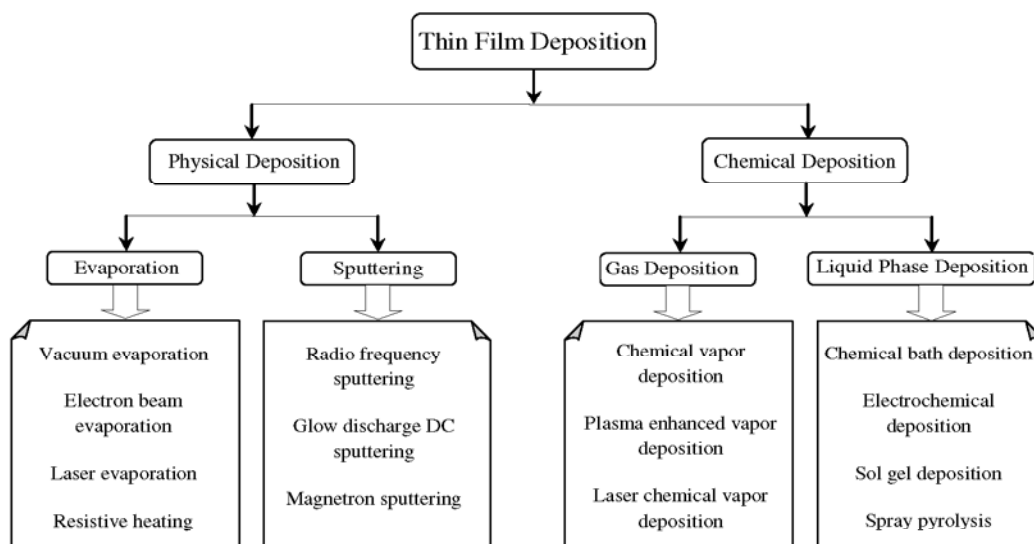 Thin Film Deposition
Physical Deposition
Chemical Deposition
Evaporation
Sputtering
Gas Deposition
Liquid Phase Deposition
Vacuum evaporation
Electron beam
evaporation
Laser evaporation
Resistive heating
Radio frequency
sputtering
Glow discharge DC
sputtering
Magnetron sputtering
Chemical vapor
deposition
Plasma enhanced vapor
deposition
Laser chemical vapor
deposition
Chemical bath deposition
Electrochemical
deposition
Sol gel deposition
Spray pyrolysis